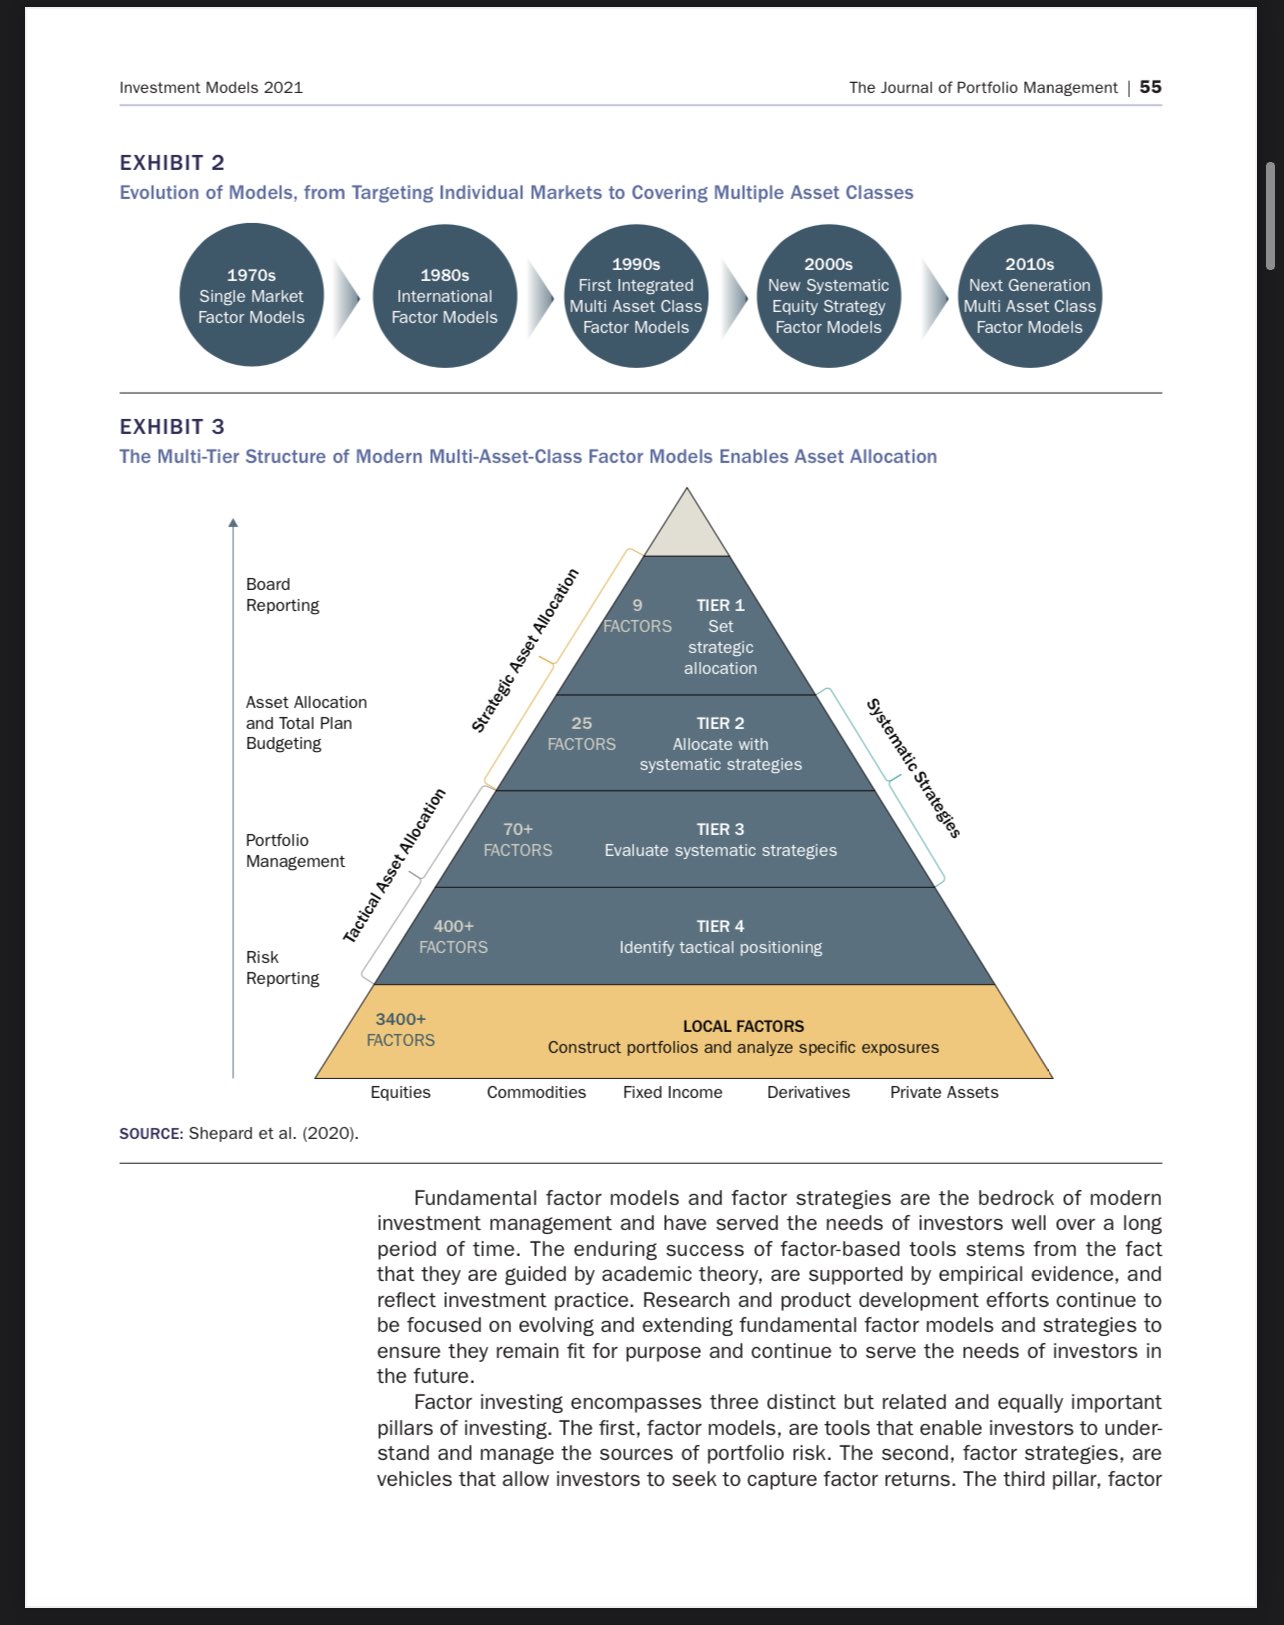 Investment Models 2021
The Journal of Portfolio Management | 55
EXHIBIT 2
Evolution of Models, from Targeting Individual Markets to Covering Multiple Asset Classes
1970s
Single Market
Factor Models
1980s
International
Factor Models
1990s
First Integrated
Multi Asset Class
Factor Models
2000s
New Systematic
Equity Strategy
Factor Models
2010s
Next Generation
Multi Asset Class
Factor Models
EXHIBIT 3
The Multi-Tier Structure of Modern Multi-Asset-Class Factor Models Enables Asset Allocation
Board
Reporting
Asset Allocation
and Total Plan
Budgeting
Portfolio
Management
Risk
Reporting
Strategic Asset Allocation
Tactical Asset Allocation
Systematic Strategies
9
FACTORS
TIER 1
Set
strategic
allocation
25
FACTORS
TIER 2
Allocate with
systematic strategies
70+
FACTORS
TIER 3
Evaluate systematic strategies
400+
FACTORS
TIER 4
Identify tactical positioning
3400+
FACTORS
LOCAL FACTORS
Construct portfolios and analyze specific exposures
Equities Commodities Fixed Income Derivatives Private Assets
SOURCE: Shepard et al. (2020).
Fundamental factor models and factor strategies are the bedrock of modern
investment management and have served the needs of investors well over a long
period of time. The enduring success of factor-based tools stems from the fact
that they are guided by academic theory, are supported by empirical evidence, and
reflect investment practice. Research and product development efforts continue to
be focused on evolving and extending fundamental factor models and strategies to
ensure they remain fit for purpose and continue to serve the needs of investors in
the future.
Factor investing encompasses three distinct but related and equally important
pillars of investing. The first, factor models, are tools that enable investors to under-
stand and manage the sources of portfolio risk. The second, factor strategies, are
vehicles that allow investors to seek to capture factor returns. The third pillar, factor